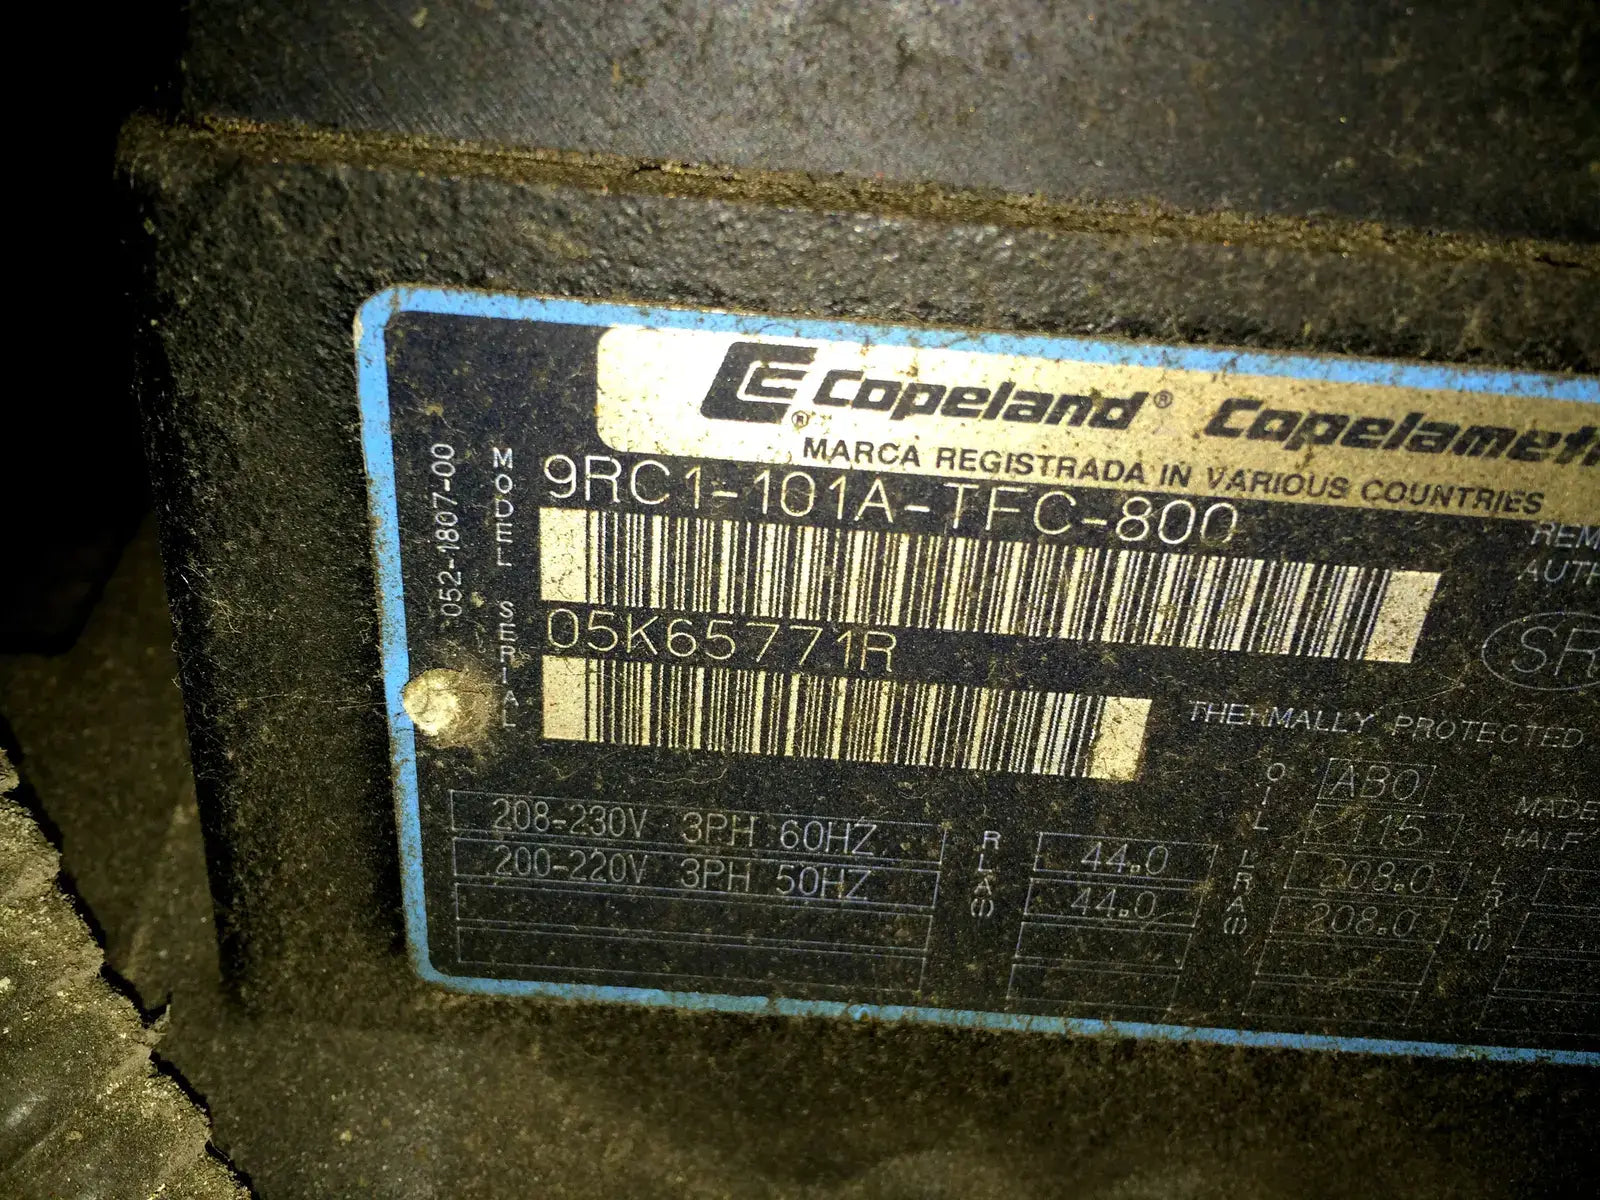 Copeland® Copelameti
MARCA REGISTRADA IN VARIOUS COUNTRIES
052-1807-00
MODEL
9RC1-101A-TFC-800
REM
AUTH
SERIAL
05K65771R
SR
THERMALLY PROTECTED
OIL
AB0
115
MADE
HALF
208-230V 3PH 60HZ
RLA(I)
44.0
LRA(I)
208.0
LRA(I)
200-220V 3PH 50HZ
44.0
208.0